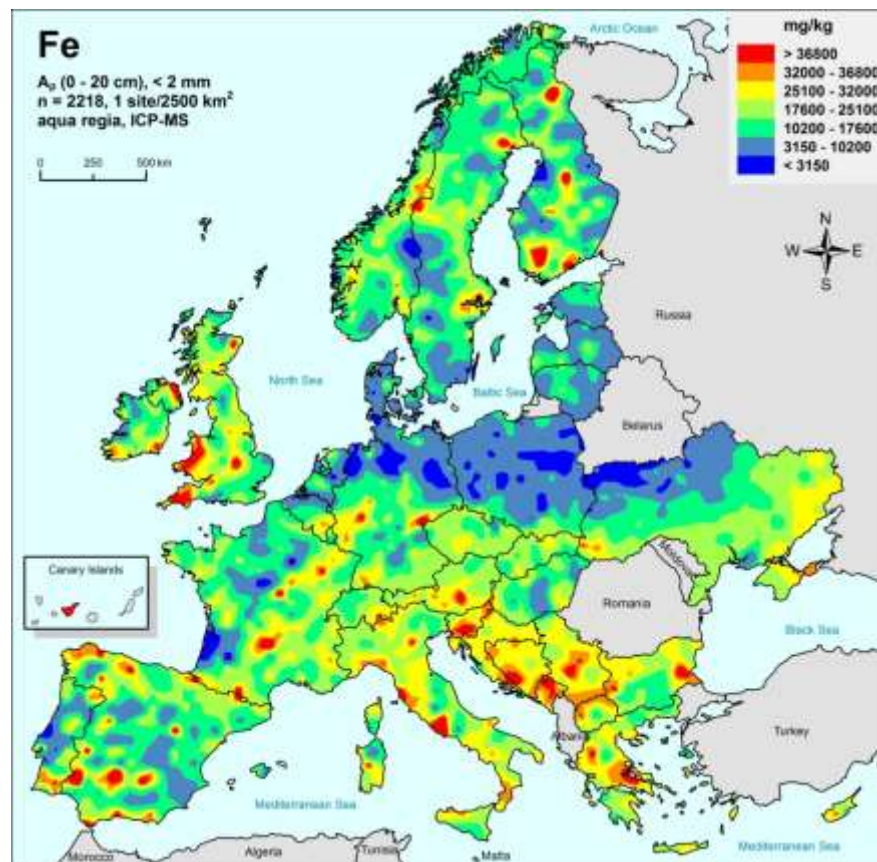 Fe
Aₚ (0 - 20 cm), < 2 mm
n = 2218, 1 site/2500 km²
aqua regia, ICP-MS
0 250 500 km
mg/kg
> 36800
32000 - 36800
25100 - 32000
17600 - 25100
10200 - 17600
3150 - 10200
< 3150
Arctic Ocean
N
W E
S
Russia
North Sea
Baltic Sea
Belarus
Canary Islands
Moldova
Romania
Black Sea
Albania
Turkey
Mediterranean Sea
Mediterranean Sea
Morocco
Algeria
Tunisia
Malta